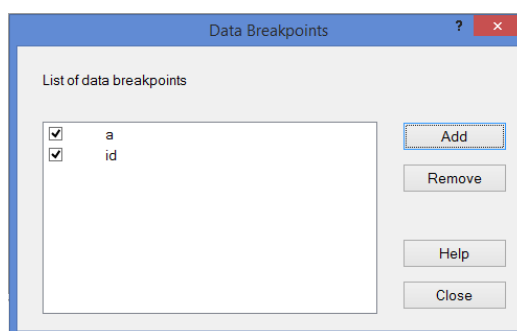 Data Breakpoints
? ×
List of data breakpoints
a
id
Add
Remove
Help
Close